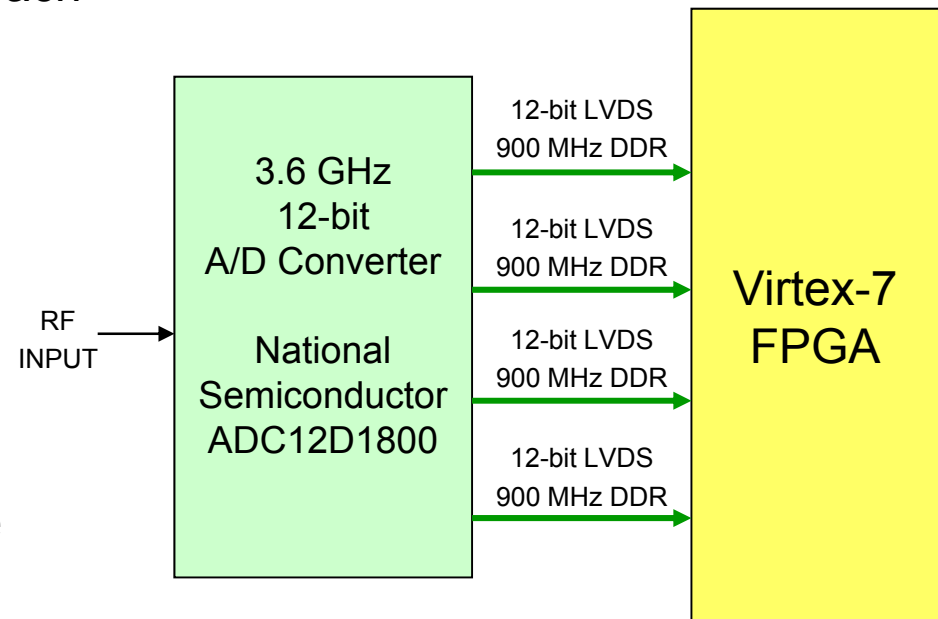 3.6 GHz
12-bit
A/D Converter
National
Semiconductor
ADC12D1800
RF
INPUT
12-bit LVDS
900 MHz DDR
12-bit LVDS
900 MHz DDR
12-bit LVDS
900 MHz DDR
12-bit LVDS
900 MHz DDR
Virtex-7
FPGA